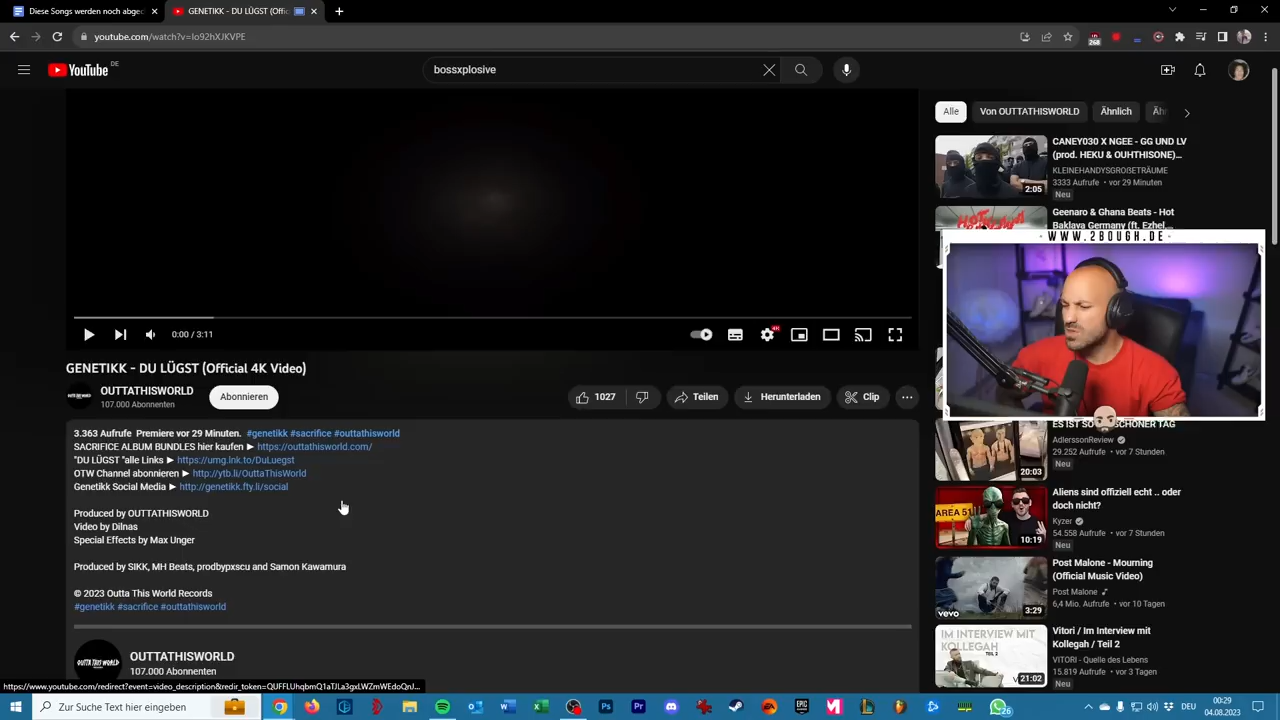 Diese Songs werden noch abgec
GENETIKK - DU LÜGST (Offic
youtube.com/watch?v=Io92hXJKVPE
268
YouTube
DE
bossxplosive
Alle
Von OUTTATHISWORLD
Ähnlich
CANEY030 X NGEE - GG UND LV
(prod. HEKU & OUHTHISONE)...
KLEINEHANDYSGROẞETRÄUME
3333 Aufrufe • vor 29 Minuten
Neu
2:05
Geenaro & Ghana Beats - Hot
Baklava Germany (ft. Ezhel,
WWW.2BOUGH.DE
0:00 / 3:11
GENETIKK - DU LÜGST (Official 4K Video)
OUTTATHISWORLD
107.000 Abonnenten
Abonnieren
1027
Teilen
Herunterladen
Clip
3.363 Aufrufe Premiere vor 29 Minuten. #genetikk #sacrifice #outtathisworld
SACRIFICE ALBUM BUNDLES hier kaufen ► https://outtathisworld.com/
"DU LÜGST "alle Links ► https://umg.lnk.to/DuLuegst
OTW Channel abonnieren ► http://ytb.li/OuttaThisWorld
Genetikk Social Media ► http://genetikk.fty.li/social
Produced by OUTTATHISWORLD
Video by Dilnas
Special Effects by Max Unger
Produced by SIKK, MH Beats, prodbypxscu and Samon Kawamura
© 2023 Outta This World Records
#genetikk #sacrifice #outtathisworld
OUTTATHISWORLD
107.000 Abonnenten
ES IST SO SCHÖNER TAG
AdlerssonReview
29.252 Aufrufe • vor 5 Stunden
Neu
20:03
Aliens sind offiziell echt .. oder
doch nicht?
Kyzer
54.558 Aufrufe • vor 7 Stunden
Neu
AREA 51
10:19
Post Malone - Mourning
(Official Music Video)
Post Malone
6,4 Mio. Aufrufe • vor 10 Tagen
vevo
3:29
Vitori / Im Interview mit
Kollegah / Teil 2
VITORI - Quelle des Lebens
15.819 Aufrufe • vor 3 Tagen
Neu
IM INTERVIEW MIT
KOLLEGAH
TEIL 2
21:02
Zur Suche Text hier eingeben
26
00:29
04.08.2023